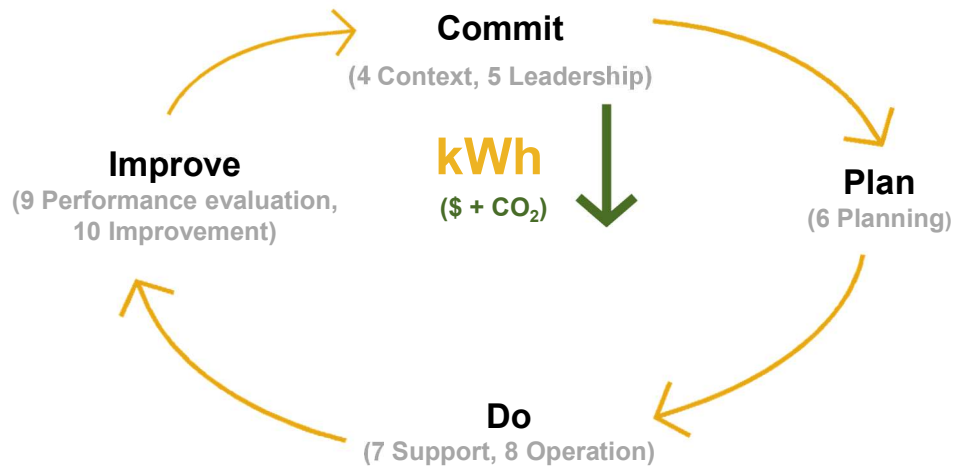 Commit
(4 Context, 5 Leadership)
kWh
($ + CO₂)
Plan
(6 Planning)
Do
(7 Support, 8 Operation)
Improve
(9 Performance evaluation,
10 Improvement)